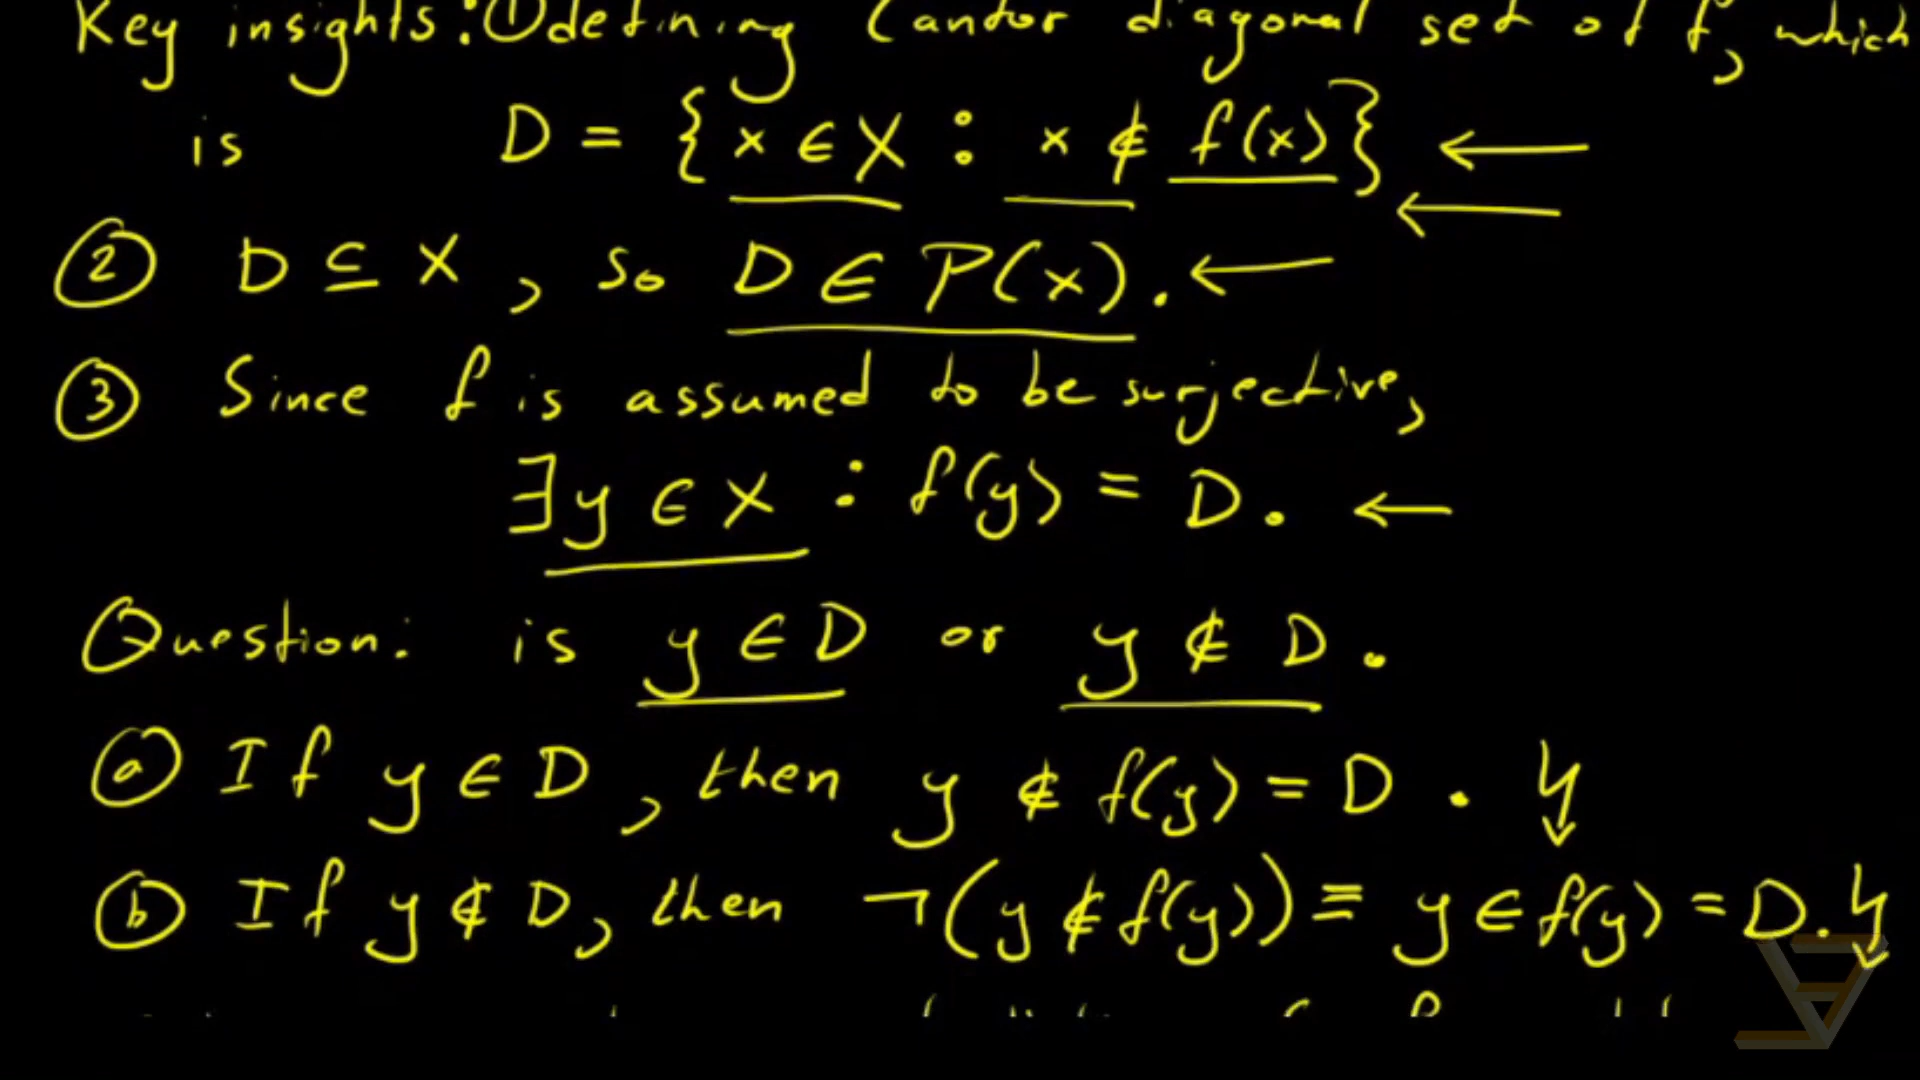 Key insights: ① defining Cantor diagonal set of f, which
is D = {x ∈ X : x ∉ f(x)} ←
←
② D ⊆ X, so D ∈ P(X). ←
③ Since f is assumed to be surjective,
∃y ∈ X : f(y) = D. ←
Question: is y ∈ D or y ∉ D.
ⓐ If y ∈ D, then y ∉ f(y) = D. ↯
ⓑ If y ∉ D, then ¬(y ∉ f(y)) ≡ y ∈ f(y) = D. ↯